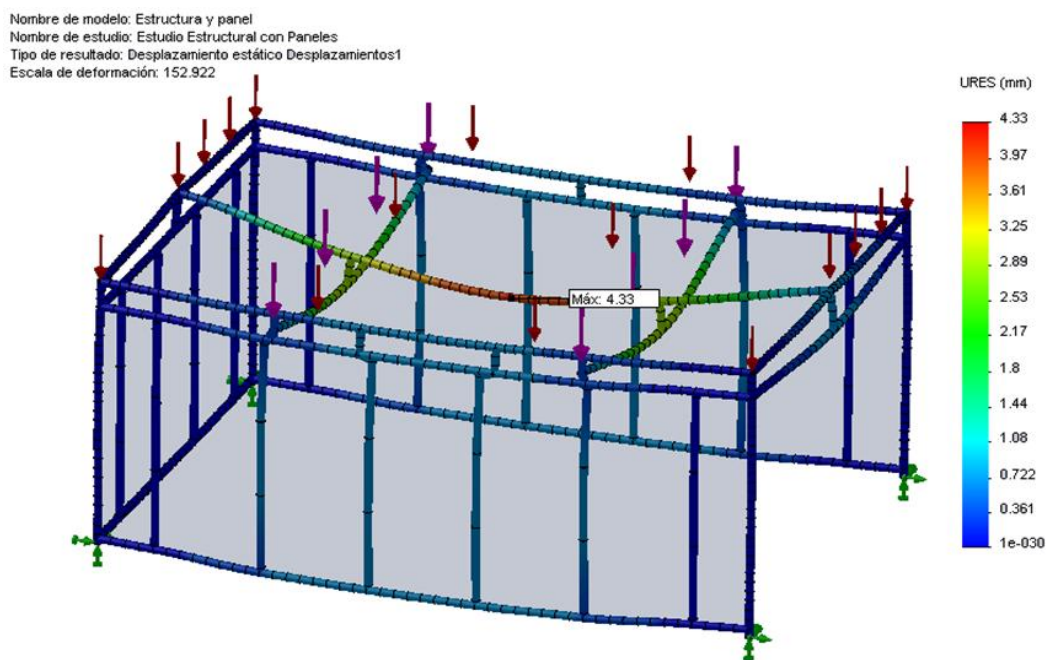 Nombre de modelo: Estructura y panel
Nombre de estudio: Estudio Estructural con Paneles
Tipo de resultado: Desplazamiento estático Desplazamientos1
Escala de deformación: 152.922
URES (mm)
4.33
3.97
3.61
3.25
2.89
2.53
2.17
1.8
1.44
1.08
0.722
0.361
1e-030
Máx: 4.33